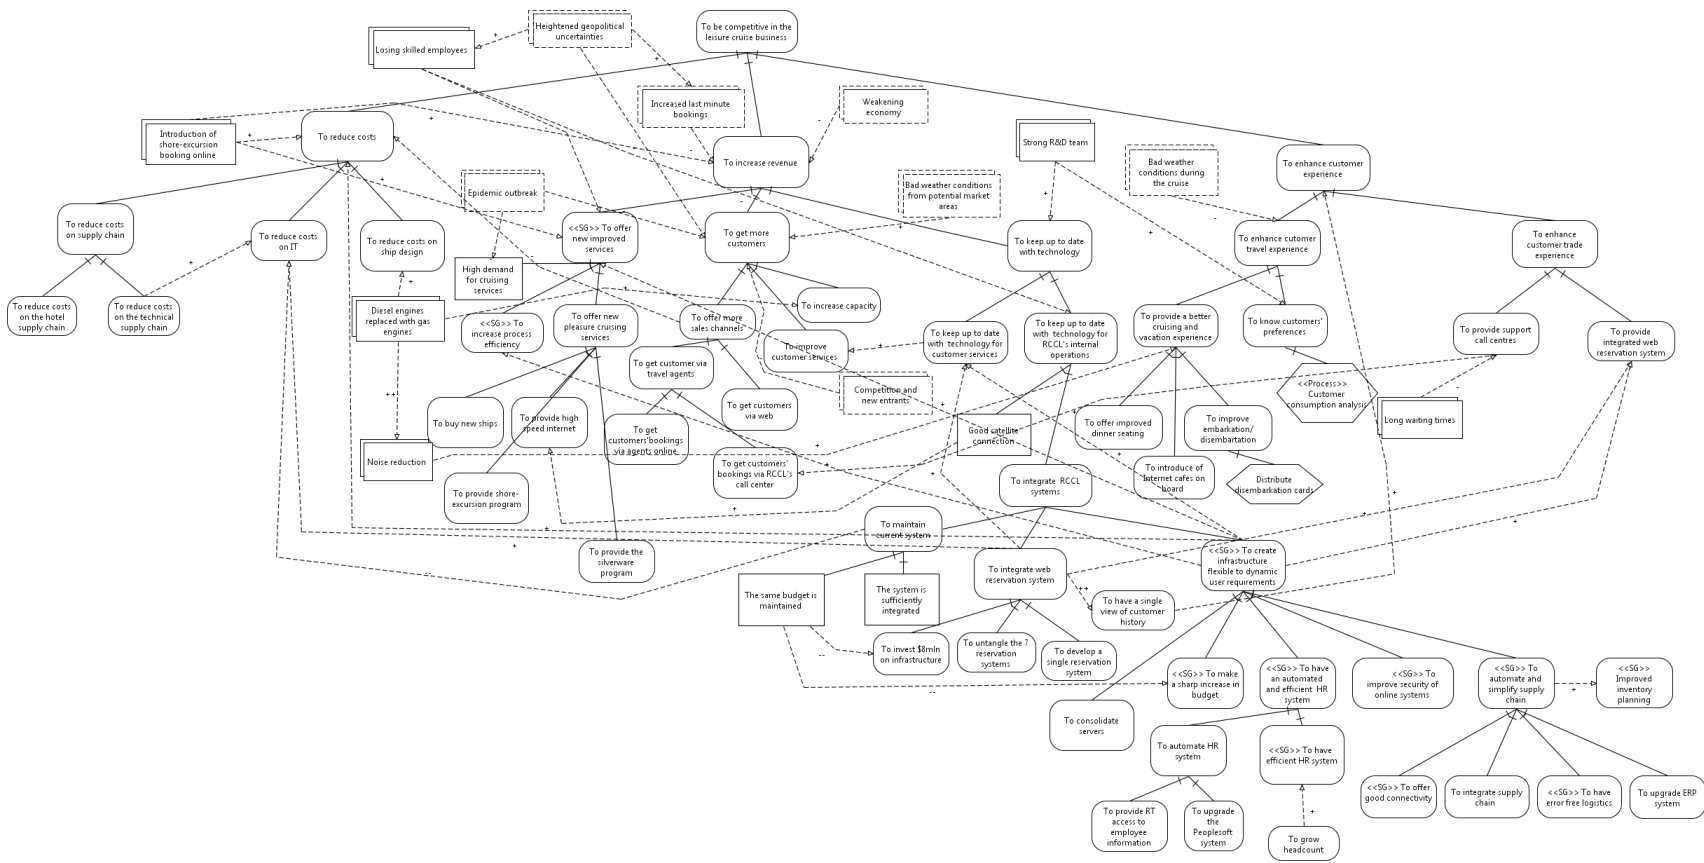 To be competitive in the
leisure cruise business
Heightened geopolitical
uncertainties
Losing skilled employees
+
+
Increased last minute
bookings
Weakening
economy
Introduction of
shore-excursion
booking online
To reduce costs
To increase revenue
Strong R&D team
Bad weather
conditions during
the cruise
To enhance customer
experience
+
+
-
-
+
Epidemic outbreak
Bad weather conditions
from potential market
areas
+
-
+
-
To reduce costs
on supply chain
To reduce costs
on IT
To reduce costs on
ship design
<<SG>> To offer
new improved
services
To get more
customers
To keep up to date
with technology
To enhance cutomer
travel experience
To enhance
customer trade
experience
+
+
+
High demand
for cruising
services
To reduce costs
on the hotel
supply chain
To reduce costs
on the technical
supply chain
Diesel engines
replaced with gas
engines
+
<<SG>> To
increase process
efficiency
To offer new
pleasure cruising
services
To offer more
sales channels
To increase capacity
To improve
customer services
To keep up to date
with technology for
customer services
To keep up to date
with technology for
RCCL's internal
operations
To provide a better
cruising and
vacation experience
To know customers'
preferences
To provide support
call centres
To provide
integrated web
reservation system
+
To get customer via
travel agents
Competition and
new entrants
<<Process>>
Customer
consumption analysis
-
++
To buy new ships
To provide high
speed internet
To get
customers'bookings
via agents online
To get customers
via web
Good satellite
connection
To offer improved
dinner seating
To improve
embarkation/
disembartation
Long waiting times
+
+
Noise reduction
To get customers'
bookings via RCCL's
call center
To integrate RCCL
systems
To introduce of
Internet cafes on
board
Distribute
disembarkation cards
+
+
+
To provide shore-
excursion program
+
+
+
+
To maintain
current system
+
+
To provide the
silverware
program
To integrate web
reservation system
<<SG>> To create
infrastructure
flexible to dynamic
user requirements
--
The same budget is
maintained
The system is
sufficiently
integrated
++
To have a single
view of customer
history
--
To invest $8mln
on infrastructure
To untangle the ?
reservation
systems
To develop a
single reservation
system
--
<<SG>> To make
a sharp increase in
budget
<<SG>> To have
an automated
and efficient HR
system
<<SG>> To
improve security of
online systems
<<SG>> To
automate and
simplify supply
chain
+
<<SG>>
Improved
inventory
planning
To consolidate
servers
To automate HR
system
<<SG>> To have
efficient HR system
<<SG>> To offer
good connectivity
To integrate supply
chain
<<SG>> To have
error free logistics
To upgrade ERP
system
To provide RT
access to
employee
information
To upgrade
the
Peoplesoft
system
+
To grow
headcount